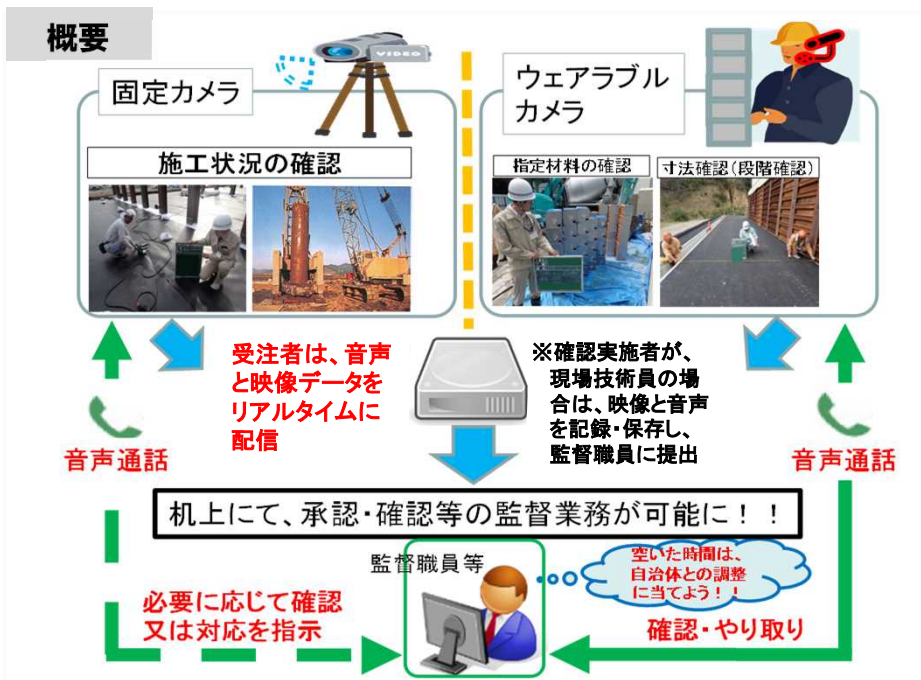 概要
VIDEO
固定カメラ
施工状況の確認
ウェアラブル
カメラ
指定材料の確認
寸法確認(段階確認)
受注者は、音声
と映像データを
リアルタイムに
配信
※確認実施者が、
現場技術員の場
合は、映像と音声
を記録・保存し、
監督職員に提出
音声通話
音声通話
机上にて、承認・確認等の監督業務が可能に！！
監督職員等
空いた時間は、
自治体との調整
に当てよう！！
必要に応じて確認
又は対応を指示
確認・やり取り